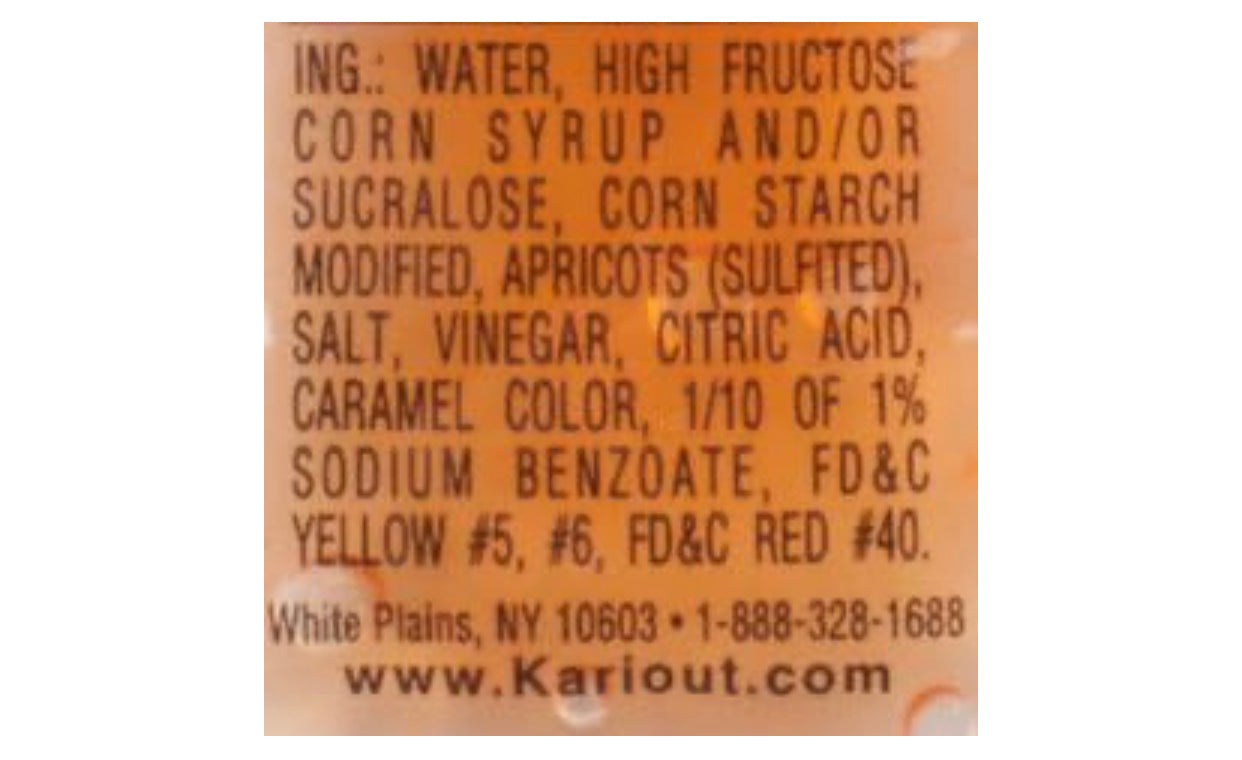 ING.: WATER, HIGH FRUCTOSE
CORN SYRUP AND/OR
SUCRALOSE, CORN STARCH
MODIFIED, APRICOTS (SULFITED),
SALT, VINEGAR, CITRIC ACID,
CARAMEL COLOR, 1/10 OF 1%
SODIUM BENZOATE, FD&C
YELLOW #5, #6, FD&C RED #40.
White Plains, NY 10603 • 1-888-328-1688
www.Kariout.com